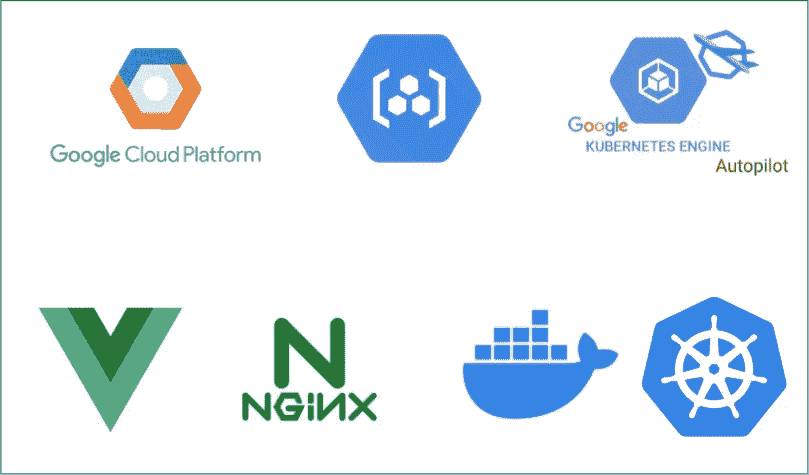 Google Cloud Platform
Google
KUBERNETES ENGINE
Autopilot
N
NGiNX